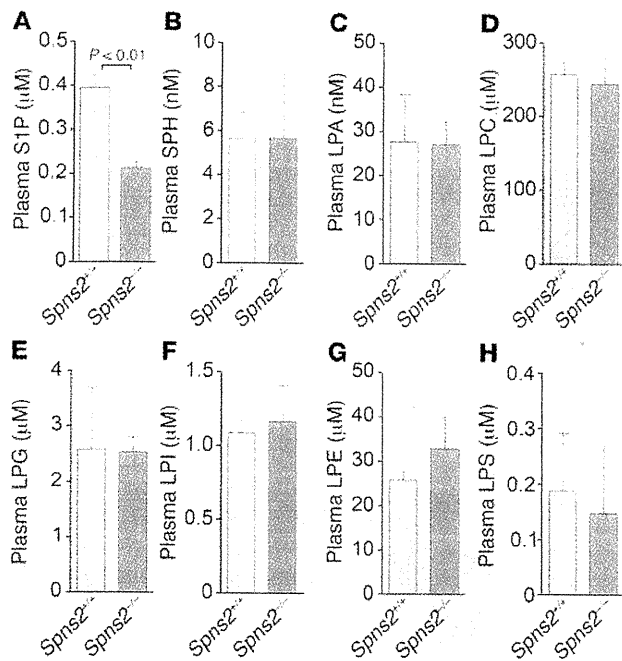 A
B
C
D
P < 0.01
Plasma S1P (μM)
0.5
0.4
0.3
0.2
0.1
0
Spns2+/+
Spns2−/−
Plasma SPH (nM)
10
8
6
4
2
0
Spns2+/+
Spns2−/−
Plasma LPA (nM)
50
40
30
20
10
0
Spns2+/+
Spns2−/−
Plasma LPC (μM)
300
200
100
0
Spns2+/+
Spns2−/−
E
F
G
H
Plasma LPG (μM)
4
3
2
1
0
Spns2+/+
Spns2−/−
Plasma LPI (μM)
1.5
1.0
0.5
0
Spns2+/+
Spns2−/−
Plasma LPE (μM)
50
40
30
20
10
0
Spns2+/+
Spns2−/−
Plasma LPS (μM)
0.4
0.3
0.2
0.1
0
Spns2+/+
Spns2−/−